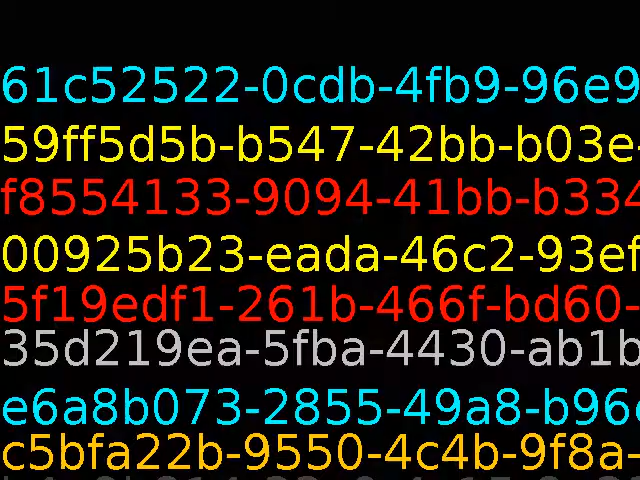 61c52522-0cdb-4fb9-96e9
59ff5d5b-b547-42bb-b03e-
f8554133-9094-41bb-b334
00925b23-eada-46c2-93ef
5f19edf1-261b-466f-bd60-
35d219ea-5fba-4430-ab1b
e6a8b073-2855-49a8-b96
c5bfa22b-9550-4c4b-9f8a-